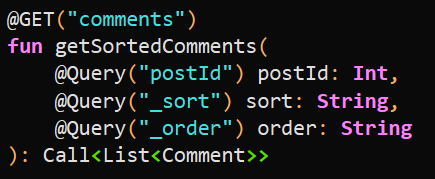 @GET("comments")
fun getSortedComments(
    @Query("postId") postId: Int,
    @Query("_sort") sort: String,
    @Query("_order") order: String
): Call<List<Comment>>